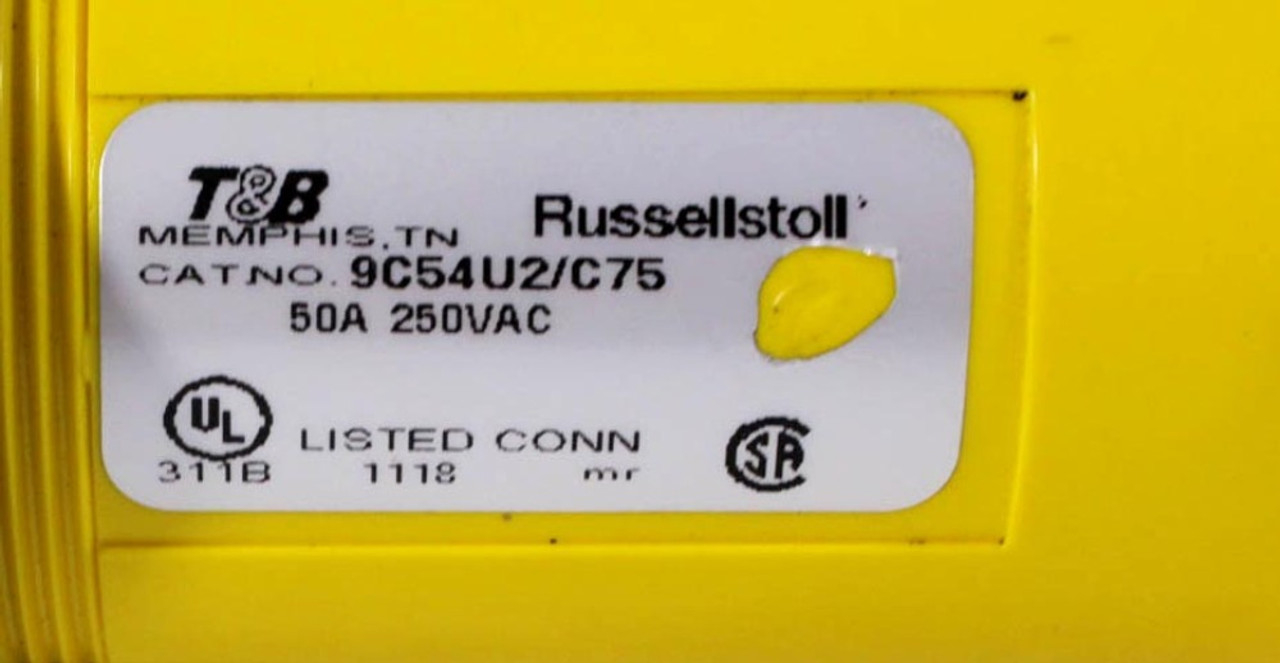 T&B
Russellstoll
MEMPHIS, TN
CAT.NO. 9C54U2/C75
50A 250VAC
UL LISTED CONN
311B 1118 mr
SA